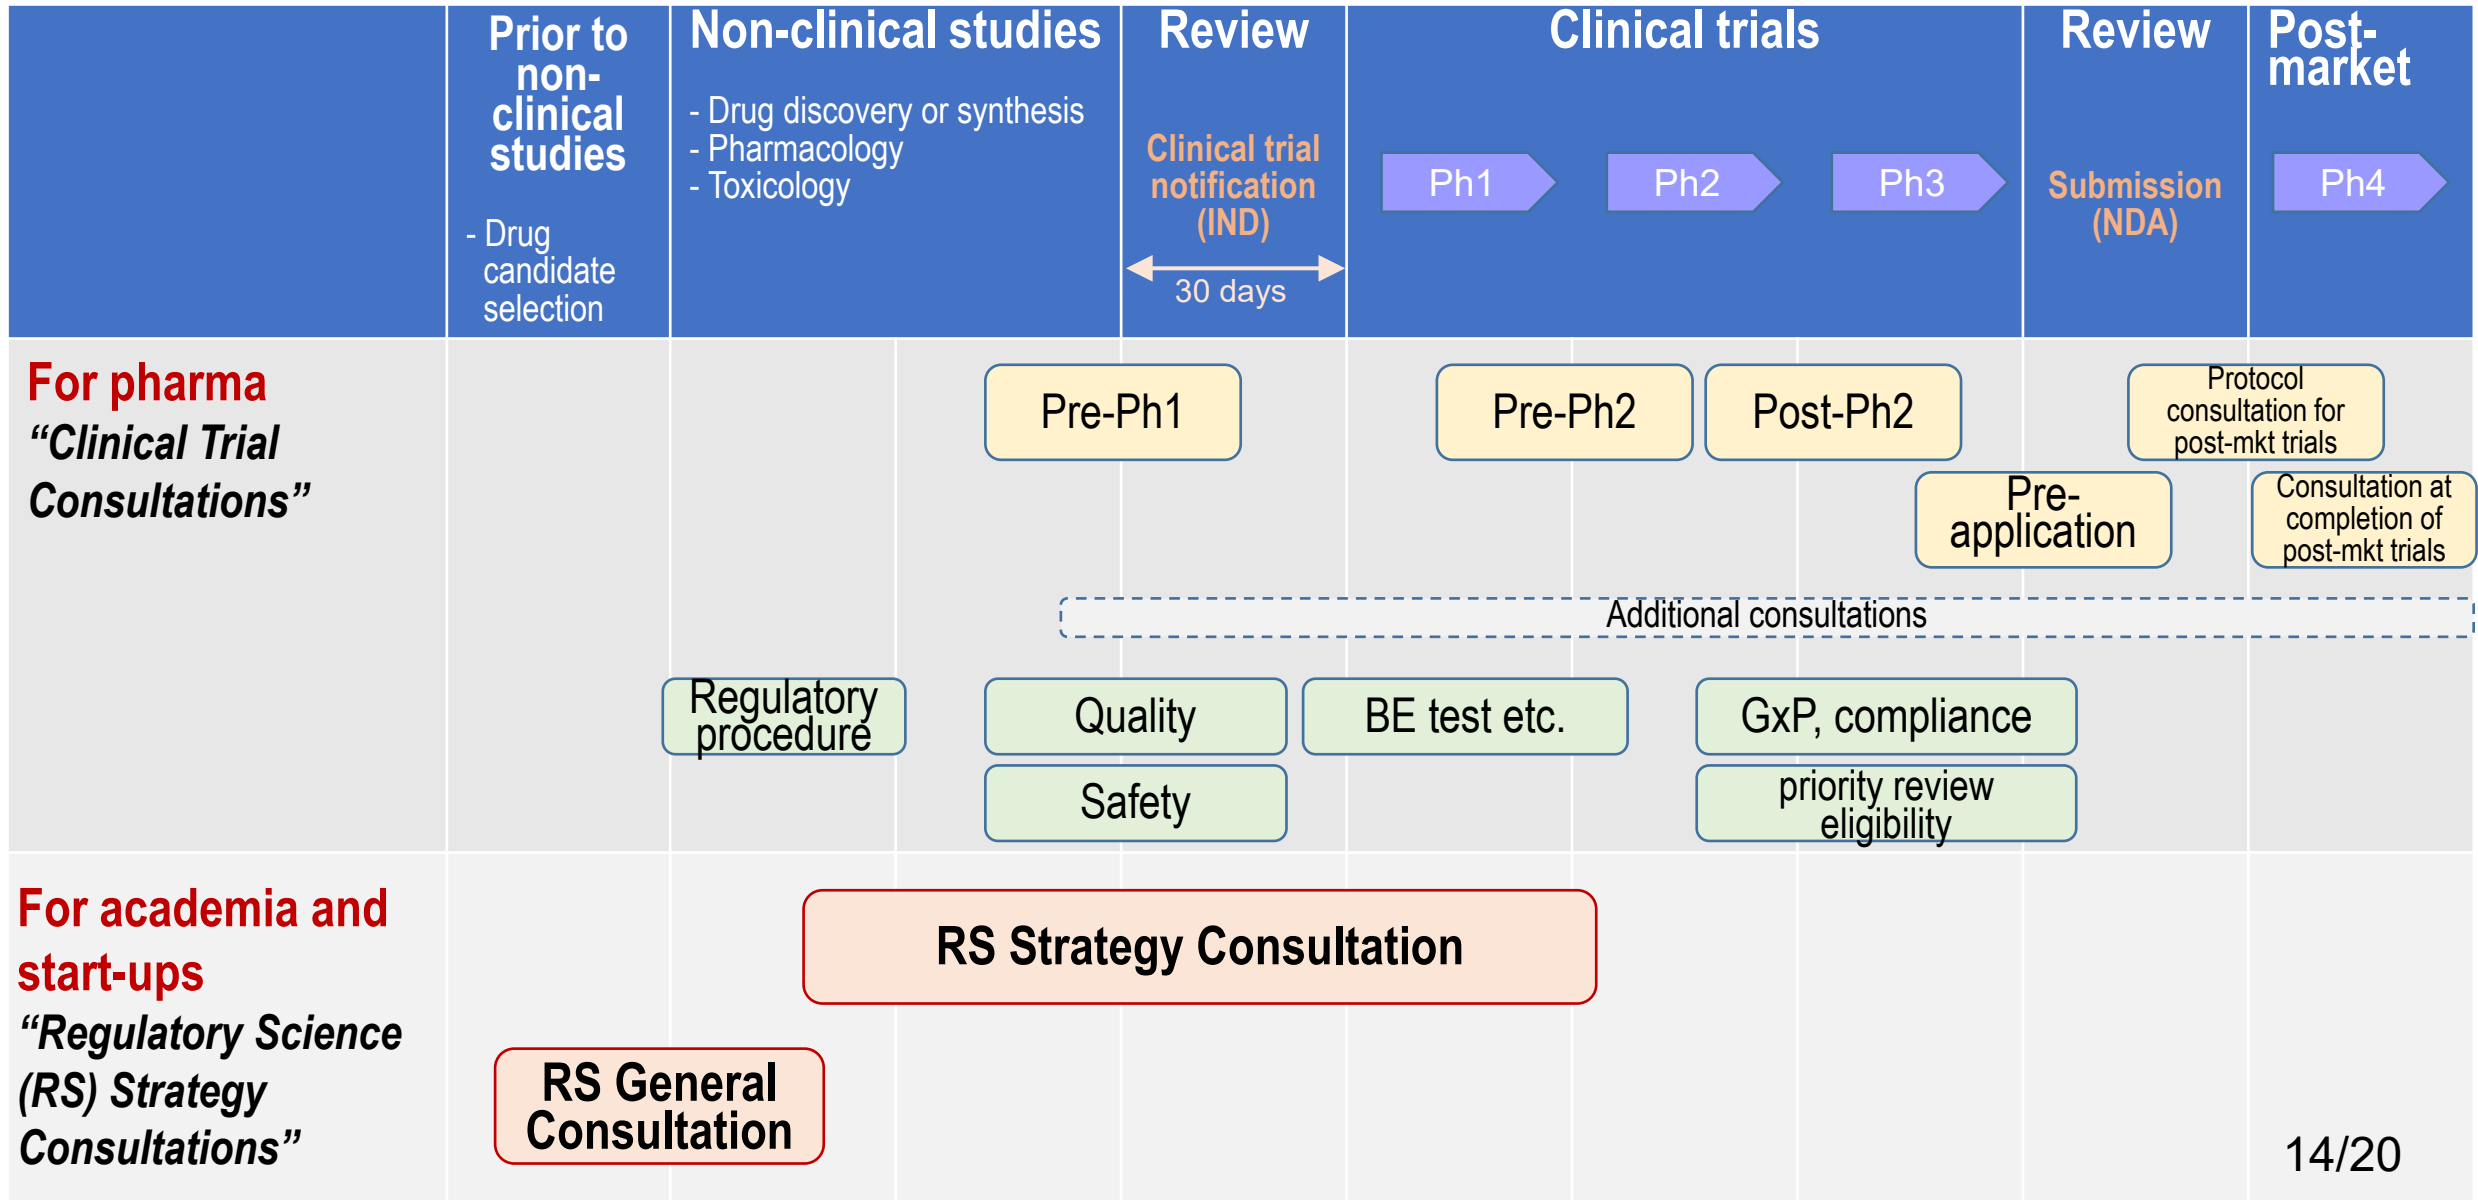 Prior to
non-
clinical
studies
- Drug
candidate
selection
Non-clinical studies
- Drug discovery or synthesis
- Pharmacology
- Toxicology
Review
Clinical trial
notification
(IND)
30 days
Clinical trials
Ph1
Ph2
Ph3
Review
Submission
(NDA)
Post-
market
Ph4
For pharma
“Clinical Trial
Consultations”
Pre-Ph1
Pre-Ph2
Post-Ph2
Protocol
consultation for
post-mkt trials
Pre-
application
Consultation at
completion of
post-mkt trials
Additional consultations
Regulatory
procedure
Quality
BE test etc.
GxP, compliance
Safety
priority review
eligibility
For academia and
start-ups
“Regulatory Science
(RS) Strategy
Consultations”
RS Strategy Consultation
RS General
Consultation
14/20